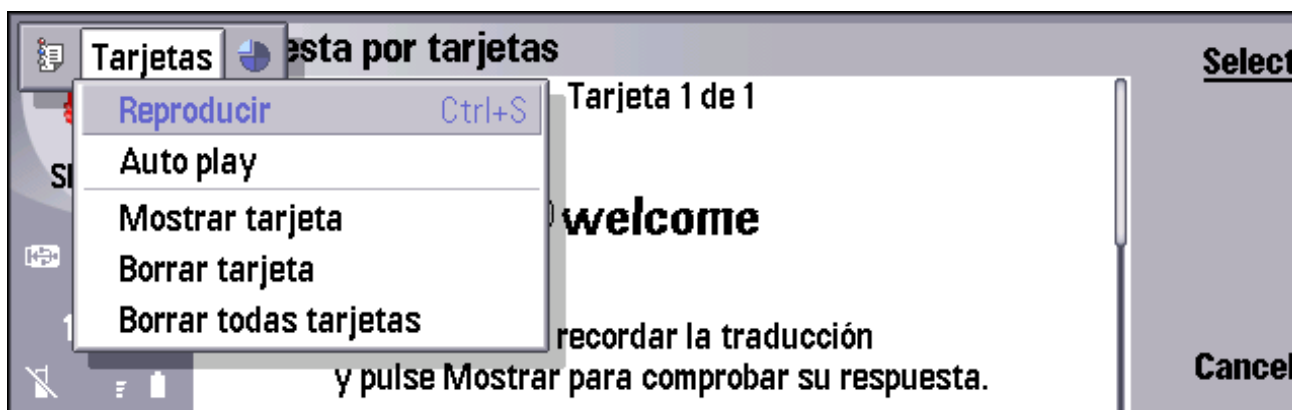 Tarjetas
esta por tarjetas
Select
Reproducir Ctrl+S
Tarjeta 1 de 1
Auto play
Mostrar tarjeta
welcome
Borrar tarjeta
Borrar todas tarjetas
recordar la traducción
y pulse Mostrar para comprobar su respuesta.
Cancel